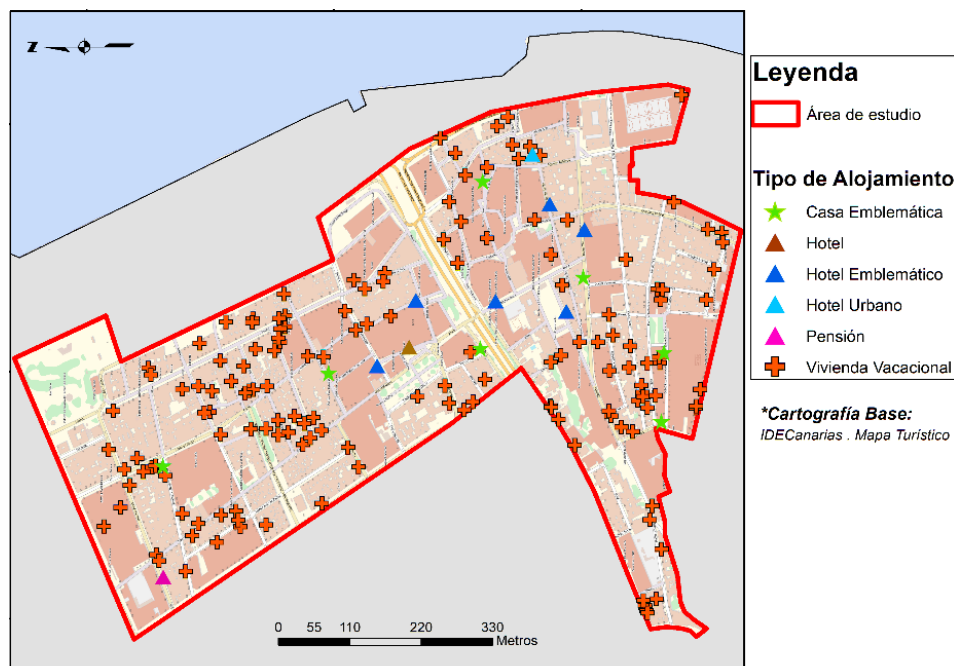 N
Leyenda
Área de estudio
Tipo de Alojamiento
Casa Emblemática
Hotel
Hotel Emblemático
Hotel Urbano
Pensión
Vivienda Vacacional
*Cartografía Base:
IDECanarias . Mapa Turístico
0 55 110 220 330
Metros